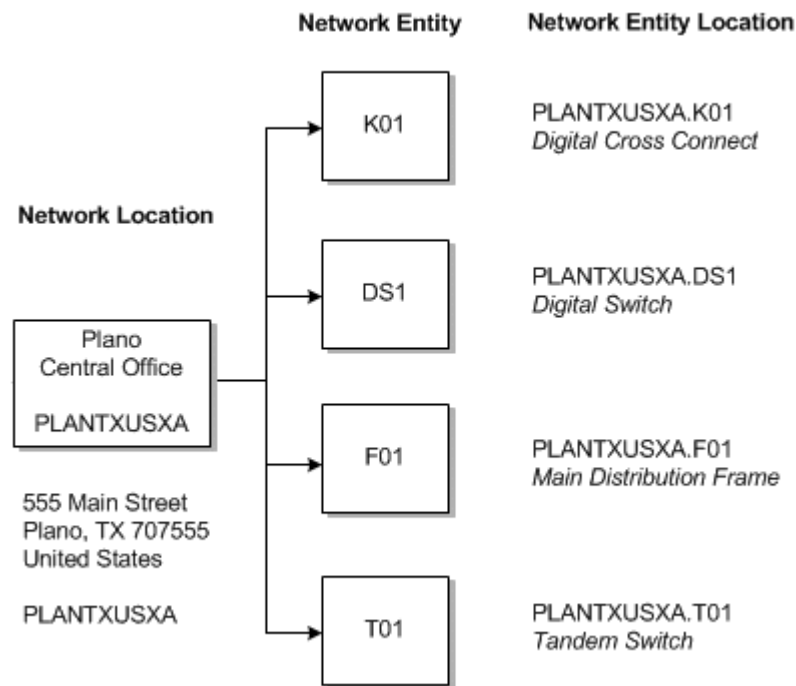 Network Entity
Network Entity Location
K01
PLANTXUSXA.K01
Digital Cross Connect
Network Location
DS1
PLANTXUSXA.DS1
Digital Switch
Plano
Central Office
PLANTXUSXA
F01
PLANTXUSXA.F01
Main Distribution Frame
555 Main Street
Plano, TX 707555
United States
PLANTXUSXA
T01
PLANTXUSXA.T01
Tandem Switch